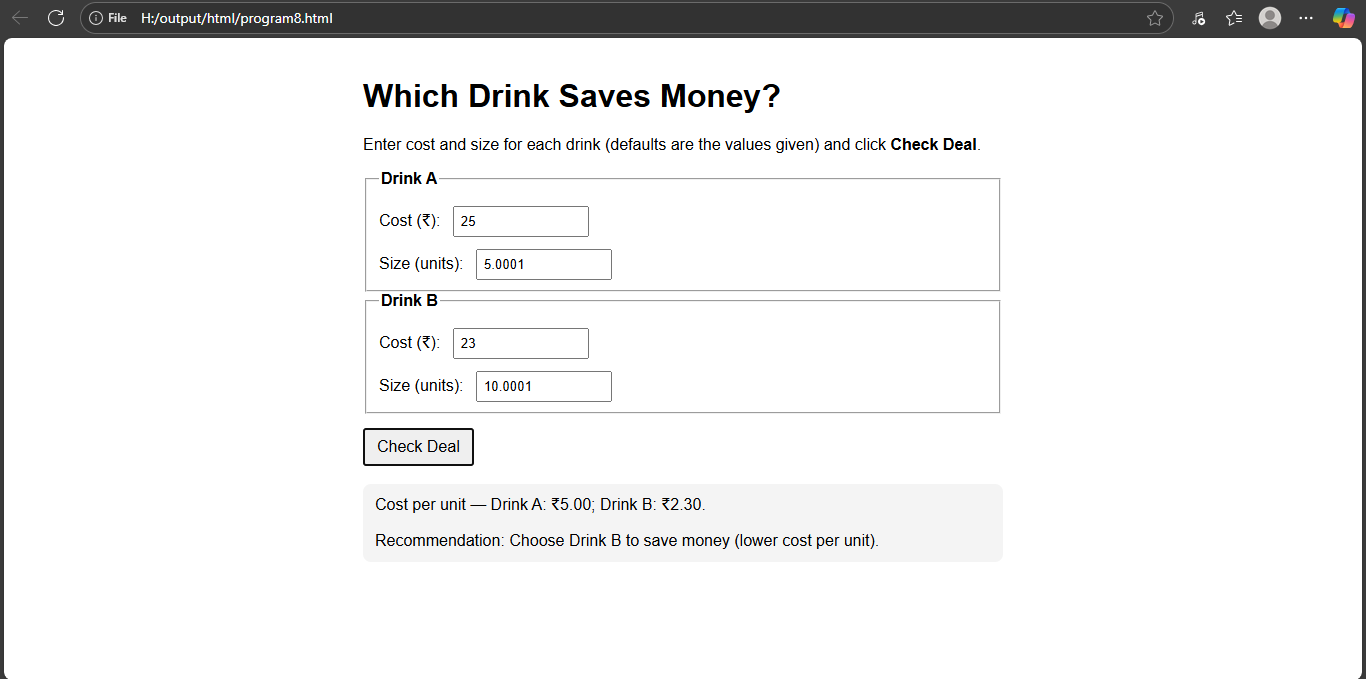 File H:/output/html/program8.html
Which Drink Saves Money?
Enter cost and size for each drink (defaults are the values given) and click Check Deal.
Drink A
Cost (₹): 25
Size (units): 5.0001
Drink B
Cost (₹): 23
Size (units): 10.0001
Check Deal
Cost per unit — Drink A: ₹5.00; Drink B: ₹2.30.
Recommendation: Choose Drink B to save money (lower cost per unit).